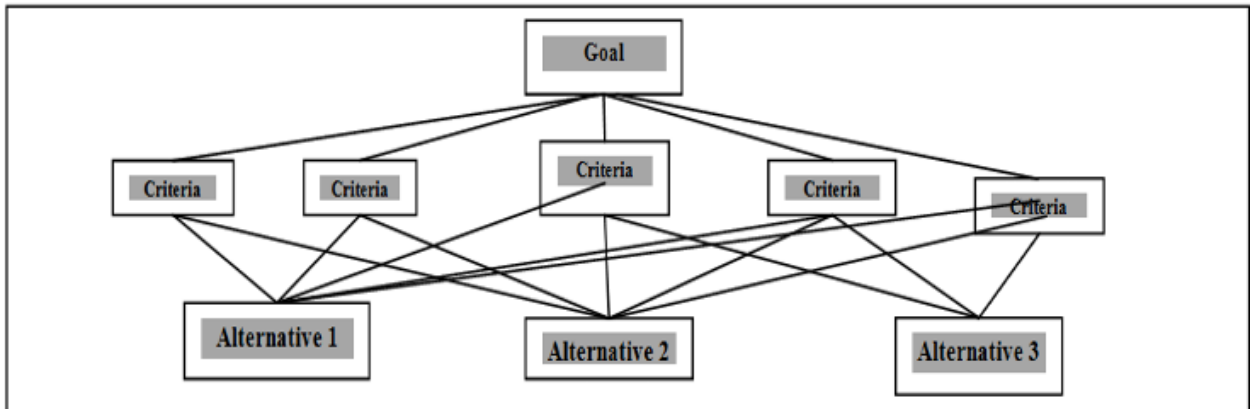 Goal
Criteria
Criteria
Criteria
Criteria
Criteria
Alternative 1
Alternative 2
Alternative 3